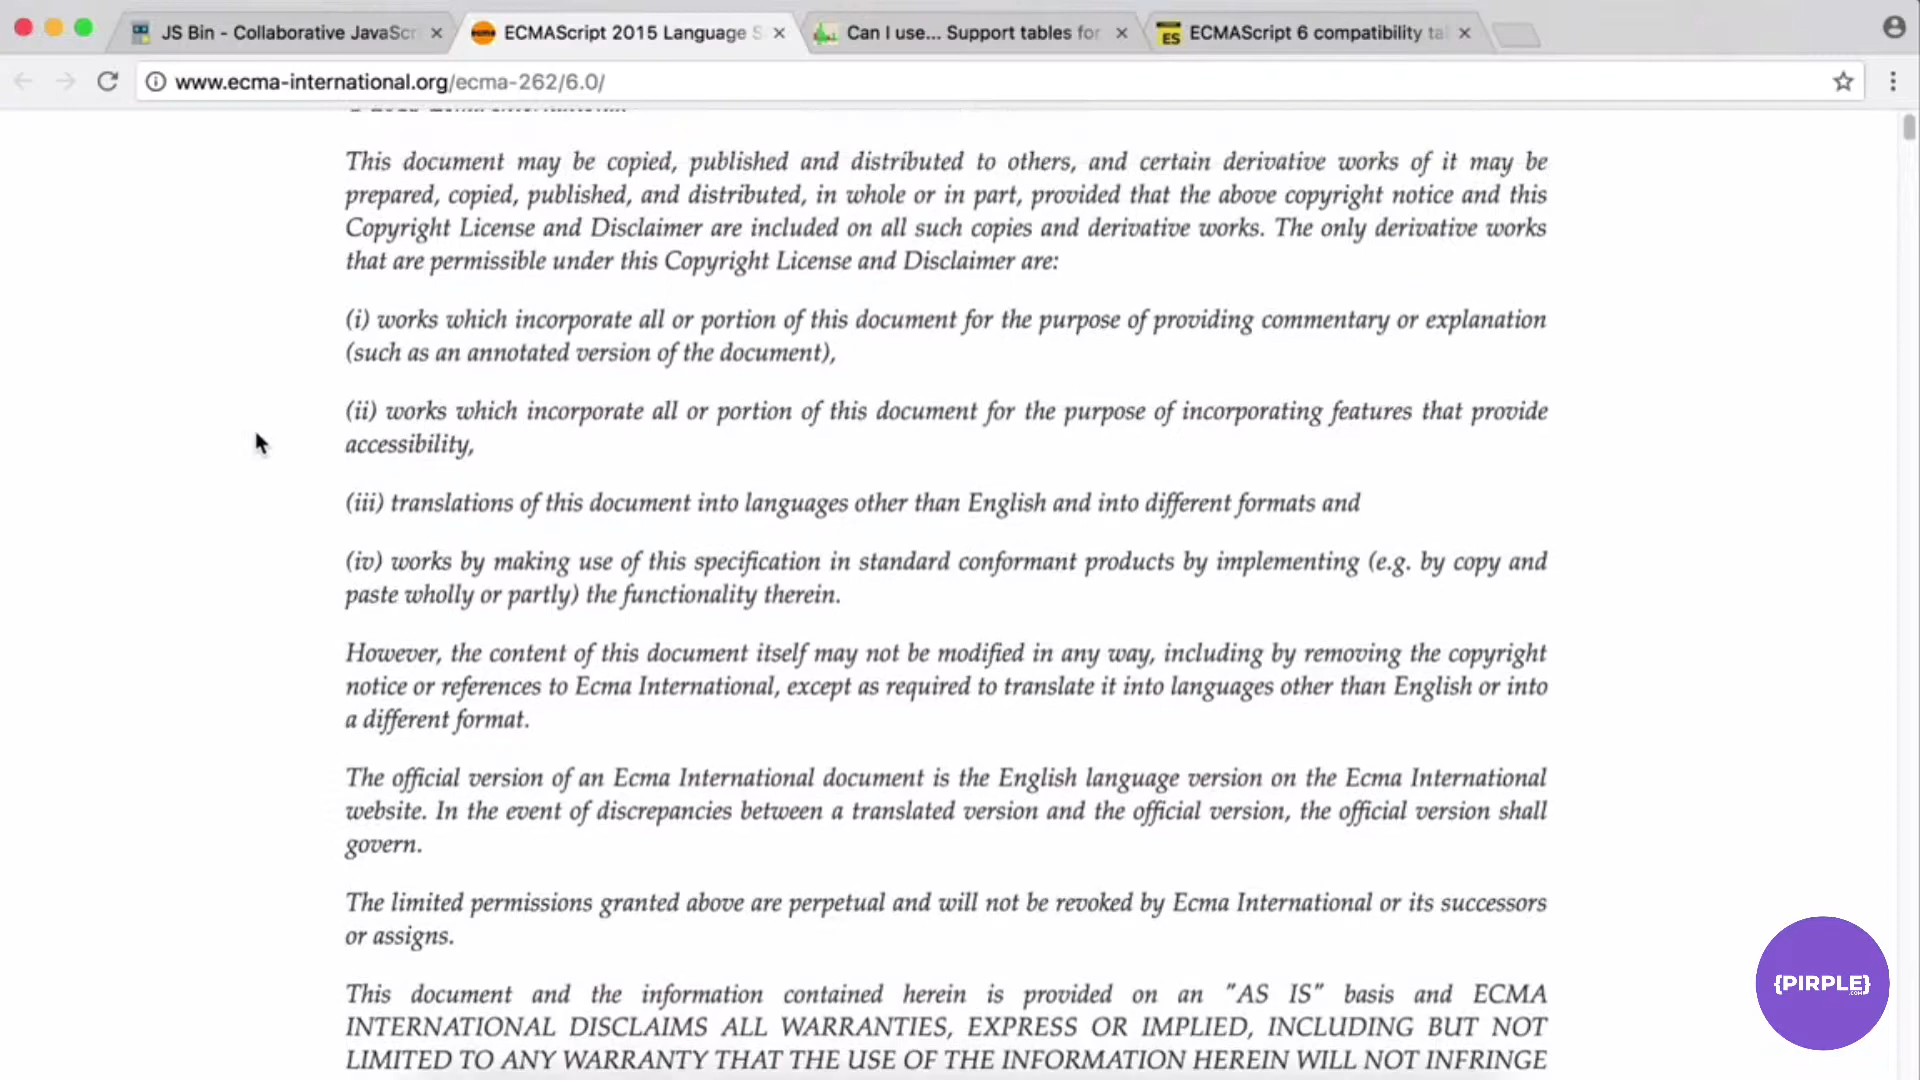 JS Bin - Collaborative JavaScr
ECMAScript 2015 Language S
Can I use... Support tables for
ES
ECMAScript 6 compatibility ta
www.ecma-international.org/ecma-262/6.0/
This document may be copied, published and distributed to others, and certain derivative works of it may be
prepared, copied, published, and distributed, in whole or in part, provided that the above copyright notice and this
Copyright License and Disclaimer are included on all such copies and derivative works. The only derivative works
that are permissible under this Copyright License and Disclaimer are:
(i) works which incorporate all or portion of this document for the purpose of providing commentary or explanation
(such as an annotated version of the document),
(ii) works which incorporate all or portion of this document for the purpose of incorporating features that provide
accessibility,
(iii) translations of this document into languages other than English and into different formats and
(iv) works by making use of this specification in standard conformant products by implementing (e.g. by copy and
paste wholly or partly) the functionality therein.
However, the content of this document itself may not be modified in any way, including by removing the copyright
notice or references to Ecma International, except as required to translate it into languages other than English or into
a different format.
The official version of an Ecma International document is the English language version on the Ecma International
website. In the event of discrepancies between a translated version and the official version, the official version shall
govern.
The limited permissions granted above are perpetual and will not be revoked by Ecma International or its successors
or assigns.
This document and the information contained herein is provided on an "AS IS" basis and ECMA
INTERNATIONAL DISCLAIMS ALL WARRANTIES, EXPRESS OR IMPLIED, INCLUDING BUT NOT
LIMITED TO ANY WARRANTY THAT THE USE OF THE INFORMATION HEREIN WILL NOT INFRINGE
{PIRPLE}
.COM